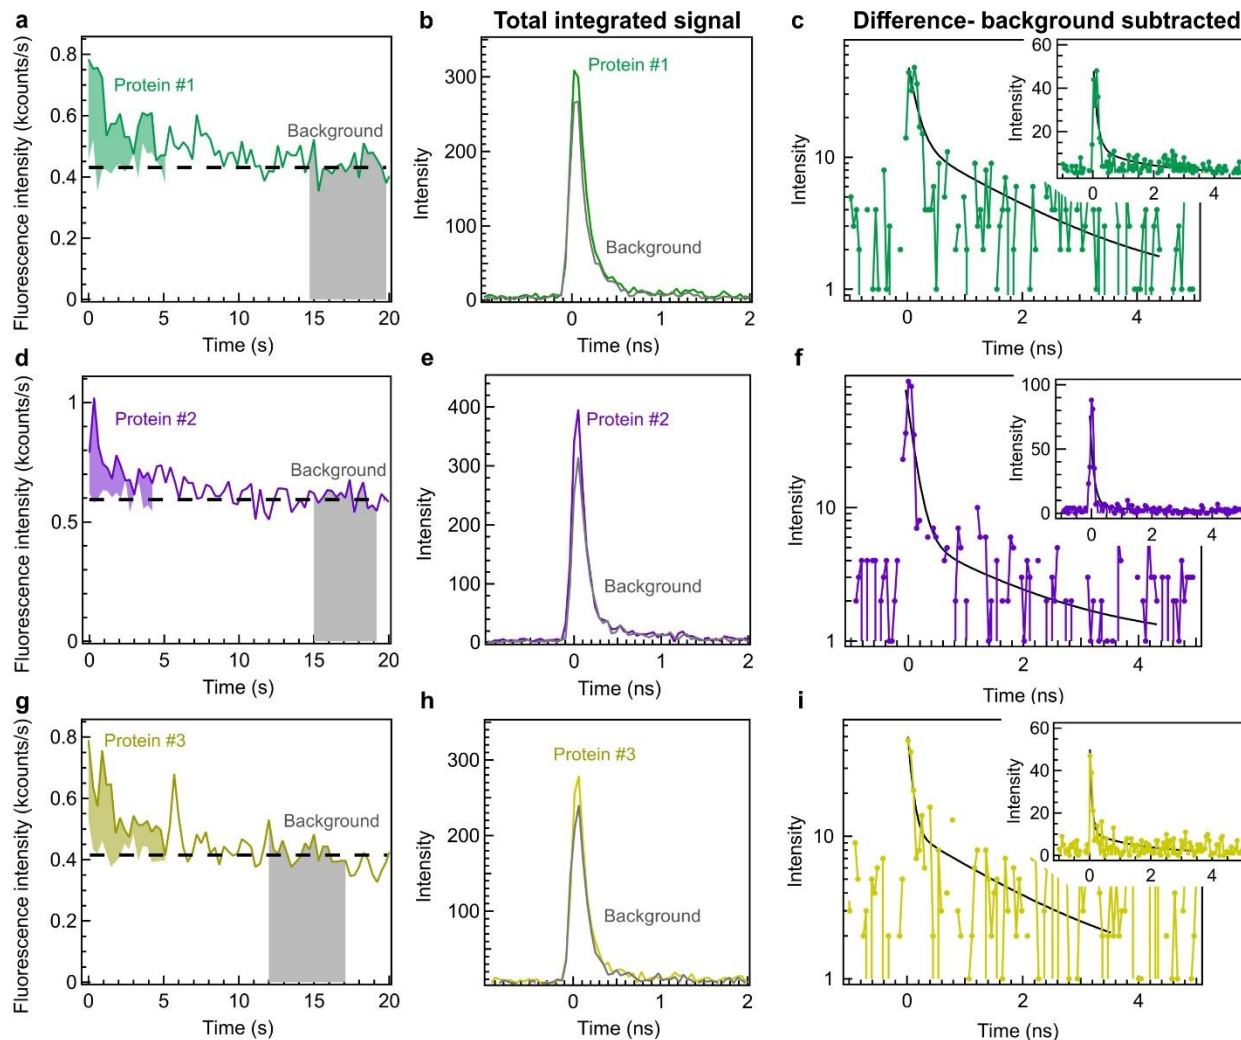 Total integrated signal
Difference- background subtracted
a
Fluorescence intensity (kcounts/s)
0.8
0.6
0.4
0.2
0
Protein #1
Background
0 5 10 15 20
Time (s)
b
Intensity
300
200
100
Protein #1
Background
0 1 2
Time (ns)
c
Intensity
10
1
0 2 4
Time (ns)
Intensity
60
40
20
0
0 2 4
d
Fluorescence intensity (kcounts/s)
1
0.5
0
Protein #2
Background
0 5 10 15 20
Time (s)
e
Intensity
400
300
200
100
0
Protein #2
Background
0 1 2
Time (ns)
f
Intensity
10
1
0 2 4
Time (ns)
Intensity
100
50
0
0 2 4
g
Fluorescence intensity (kcounts/s)
0.8
0.6
0.4
0.2
0
Protein #3
Background
0 5 10 15 20
Time (s)
h
Intensity
300
200
100
Protein #3
Background
0 1 2
Time (ns)
i
Intensity
10
1
0 2 4
Time (ns)
Intensity
60
40
20
0
0 2 4